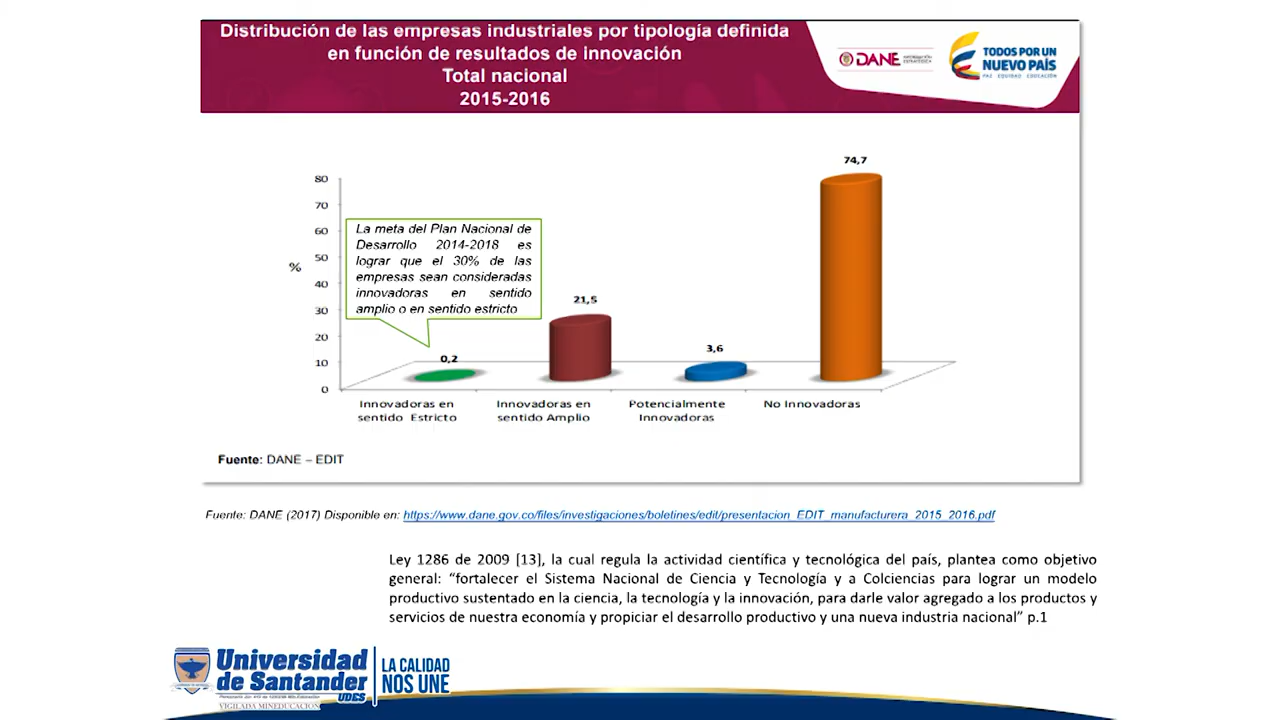 Distribución de las empresas industriales por tipología definida
en función de resultados de innovación
Total nacional
2015-2016
DANE
TODOS POR UN
NUEVO PAÍS
PAZ EQUIDAD EDUCACIÓN
74,7
80
70
60
50
40
30
20
10
0
%
La meta del Plan Nacional de
Desarrollo 2014-2018 es
lograr que el 30% de las
empresas sean consideradas
innovadoras en sentido
amplio o en sentido estricto
21,5
0,2
3,6
Innovadoras en
sentido Estricto
Innovadoras en
sentido Amplio
Potencialmente
Innovadoras
No Innovadoras
Fuente: DANE – EDIT
Fuente: DANE (2017) Disponible en: https://www.dane.gov.co/files/investigaciones/boletines/edit/presentacion_EDIT_manufacturera_2015_2016.pdf
Ley 1286 de 2009 [13], la cual regula la actividad científica y tecnológica del país, plantea como objetivo
general: “fortalecer el Sistema Nacional de Ciencia y Tecnología y a Colciencias para lograr un modelo
productivo sustentado en la ciencia, la tecnología y la innovación, para darle valor agregado a los productos y
servicios de nuestra economía y propiciar el desarrollo productivo y una nueva industria nacional” p.1
Universidad
de Santander
UDES
VIGILADA MINEDUCACIÓN
LA CALIDAD
NOS UNE